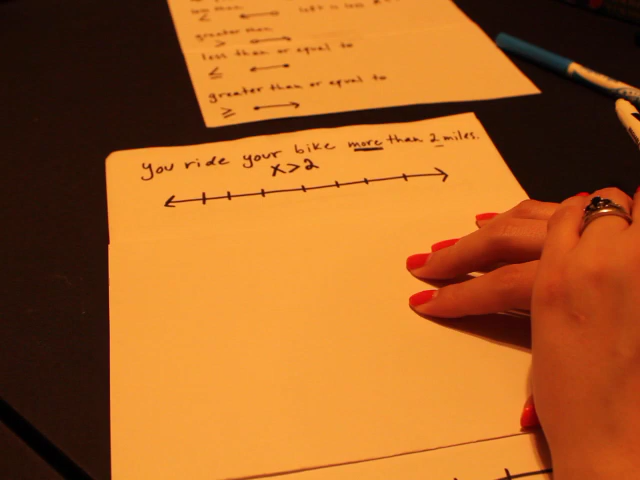 less than
<
greater than
>
less than or equal to
≤
greater than or equal to
≥
you ride your bike more than 2 miles.
x>2